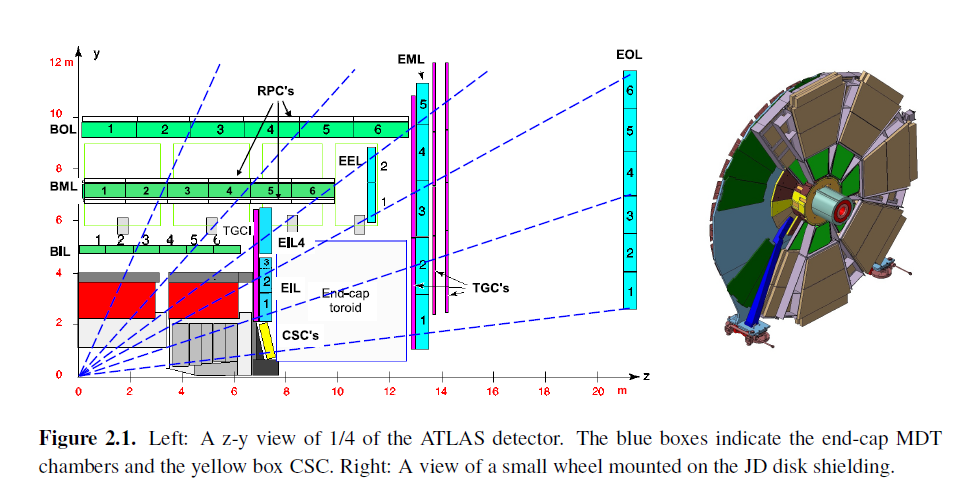 y
12 m
10
8
6
4
2
0
0 2 4 6 8 10 12 14 16 18 20 m
z
EML
EOL
RPC's
BOL
1 2 3 4 5 6
EEL
2
1
BML
1 2 3 4 5 6
TGCI
1 2 3 4 5 6
BIL
EIL4
3
2
1
EIL
CSC's
End-cap
toroid
5
4
3
2
1
TGC's
6
5
4
3
2
1
Figure 2.1. Left: A z-y view of 1/4 of the ATLAS detector. The blue boxes indicate the end-cap MDT
chambers and the yellow box CSC. Right: A view of a small wheel mounted on the JD disk shielding.